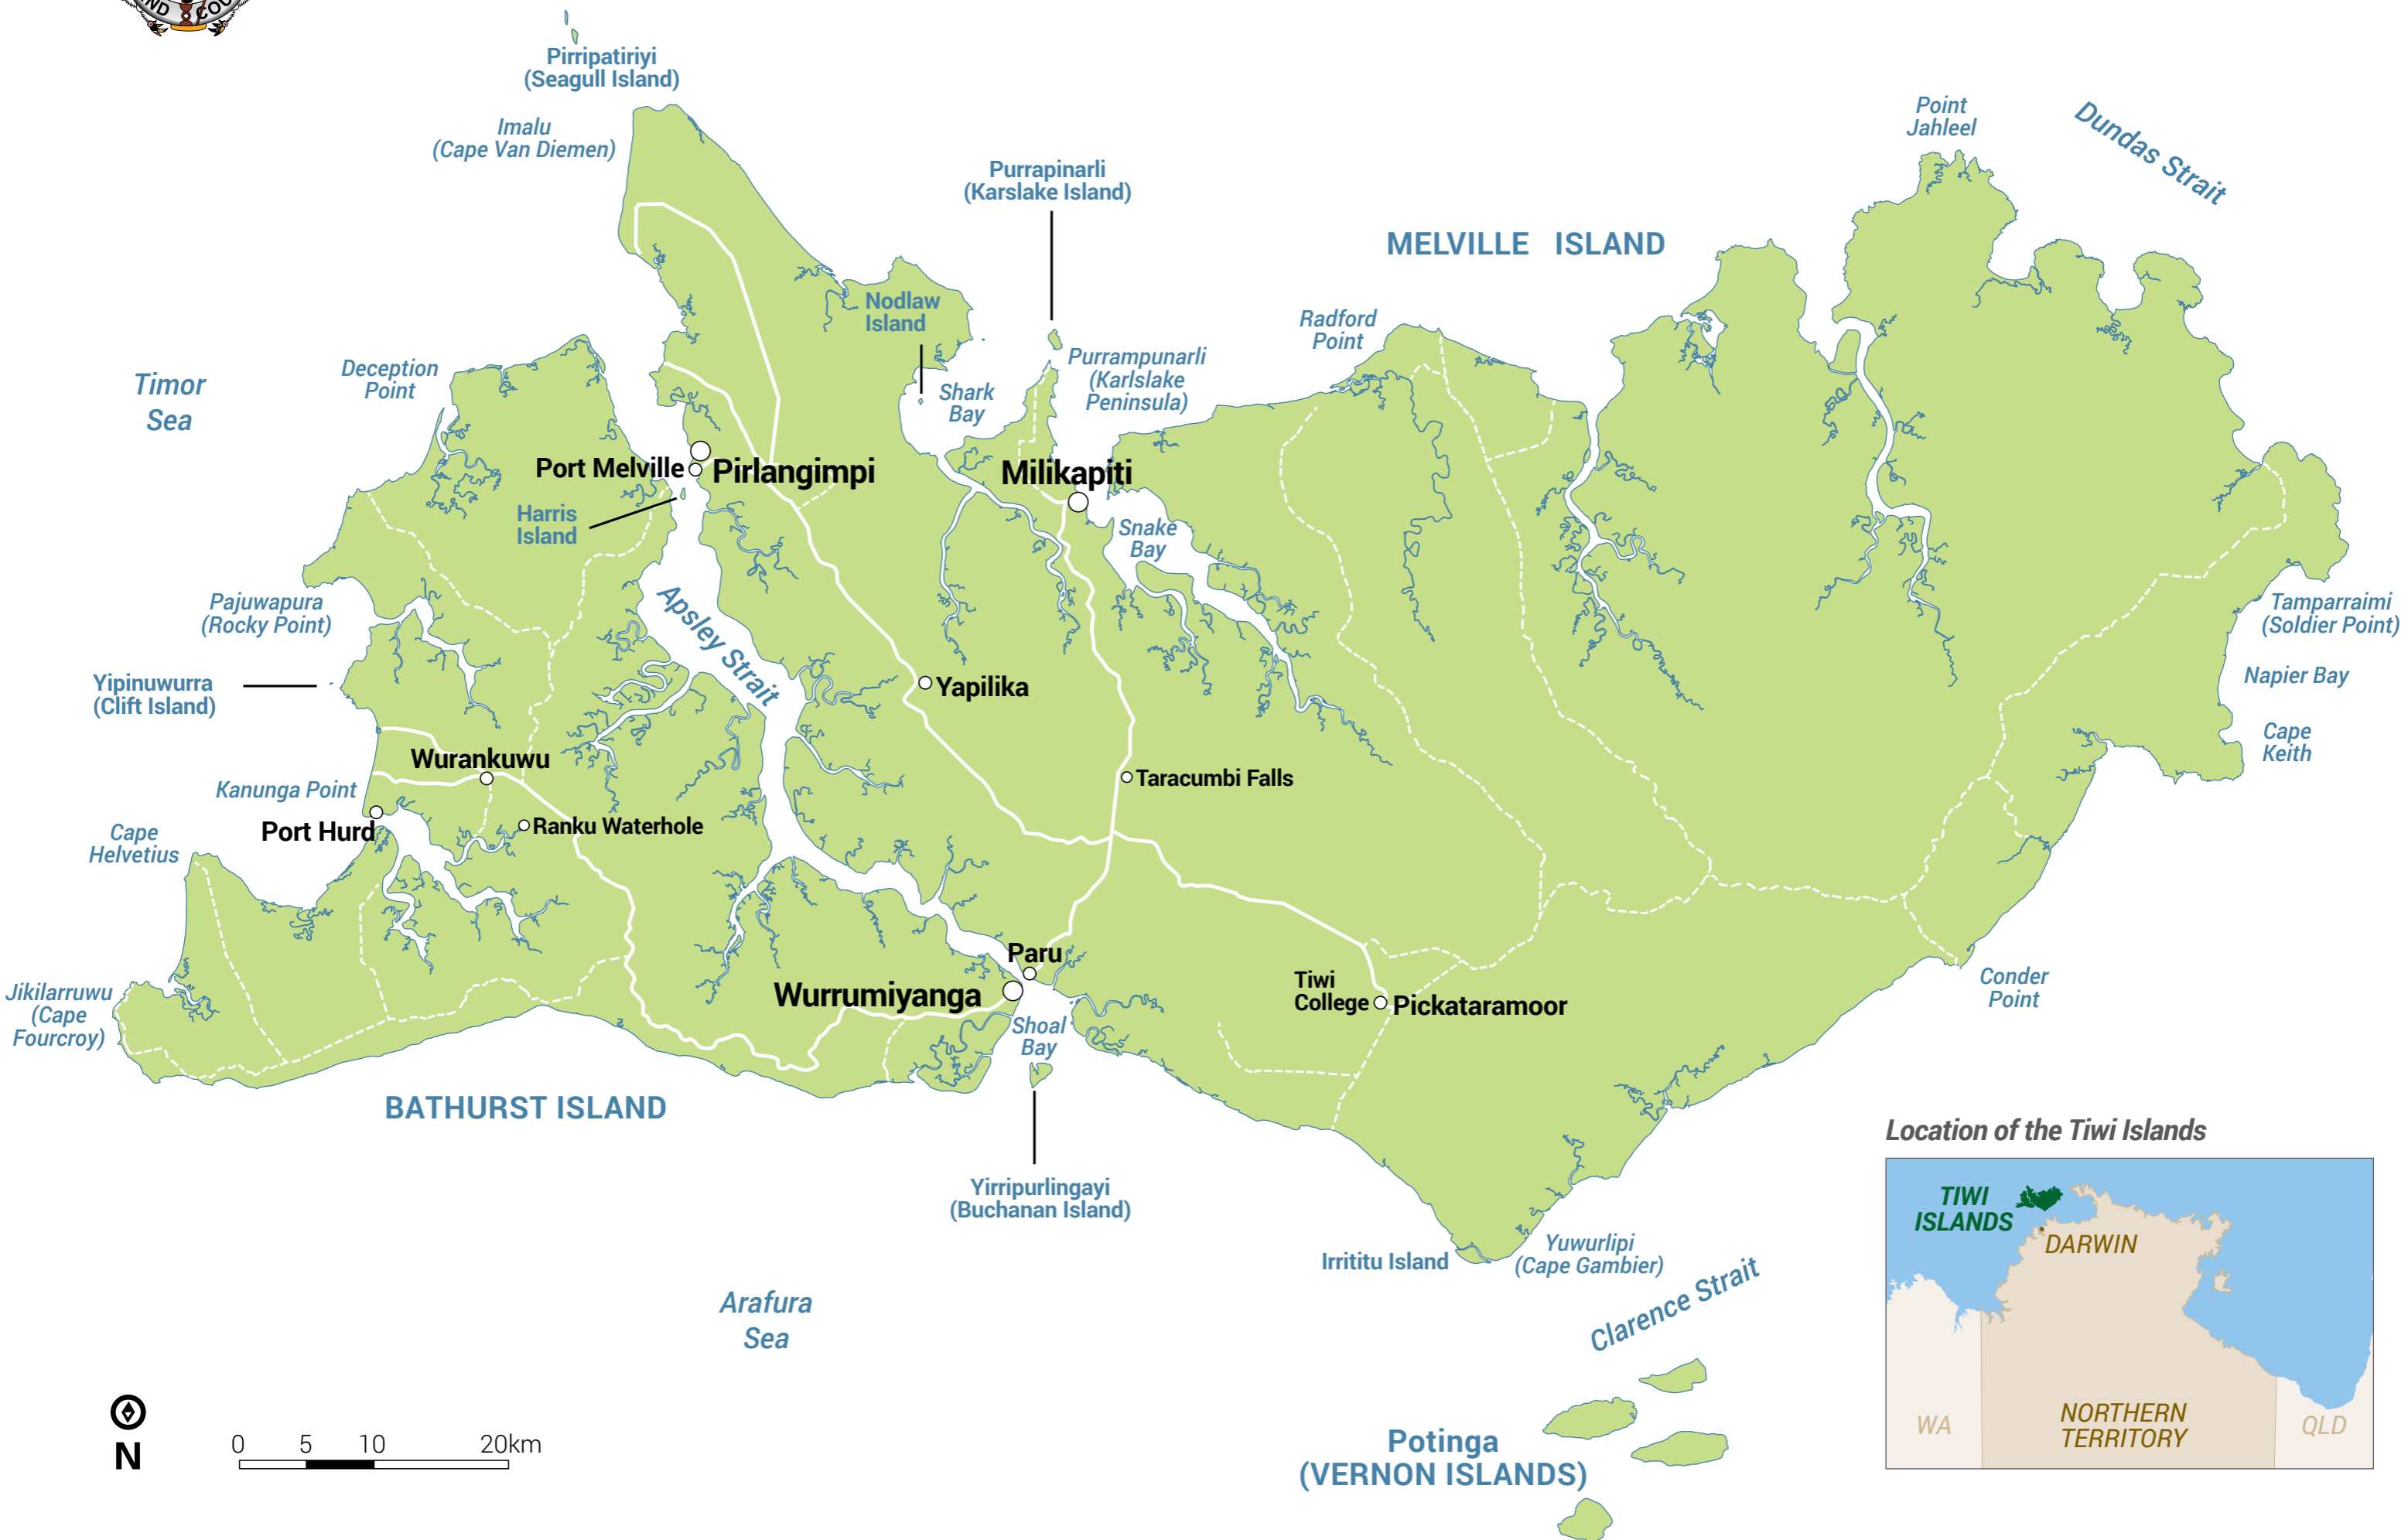 ND COU
Pirripatiriyi
(Seagull Island)
Imalu
(Cape Van Diemen)
Point
Jahleel
Dundas Strait
Purrapinarli
(Karslake Island)
MELVILLE ISLAND
Nodlaw
Island
Radford
Point
Deception
Point
Timor
Sea
Purrampunarli
(Karlslake
Peninsula)
Shark
Bay
Port Melville
Pirlangimpi
Milikapiti
Harris
Island
Snake
Bay
Pajuwapura
(Rocky Point)
Apsley Strait
Tamparraimi
(Soldier Point)
Yipinuwurra
(Clift Island)
Yapilika
Napier Bay
Cape
Keith
Wurankuwu
Taracumbi Falls
Kanunga Point
Port Hurd
Ranku Waterhole
Cape
Helvetius
Paru
Wurrumiyanga
Tiwi
College
Pickataramoor
Conder
Point
Jikilarruwu
(Cape
Fourcroy)
Shoal
Bay
BATHURST ISLAND
Yirripurlingayi
(Buchanan Island)
Irrititu Island
Yuwurlipi
(Cape Gambier)
Clarence Strait
Arafura
Sea
Potinga
(VERNON ISLANDS)
N
0 5 10 20km
Location of the Tiwi Islands
TIWI
ISLANDS
DARWIN
WA
NORTHERN
TERRITORY
QLD